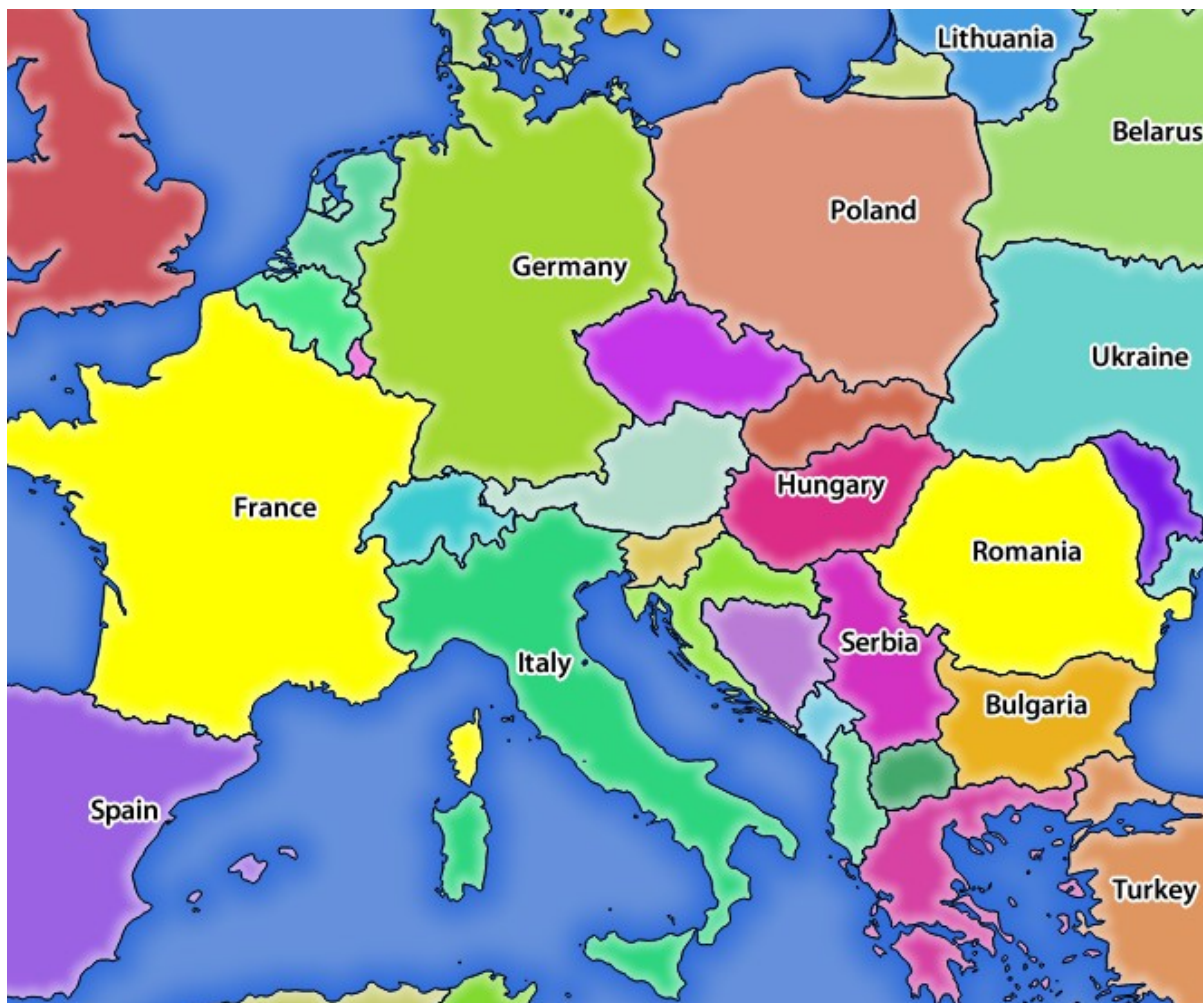 Lithuania
Belarus
Poland
Germany
Ukraine
Hungary
France
Romania
Serbia
Italy
Bulgaria
Spain
Turkey